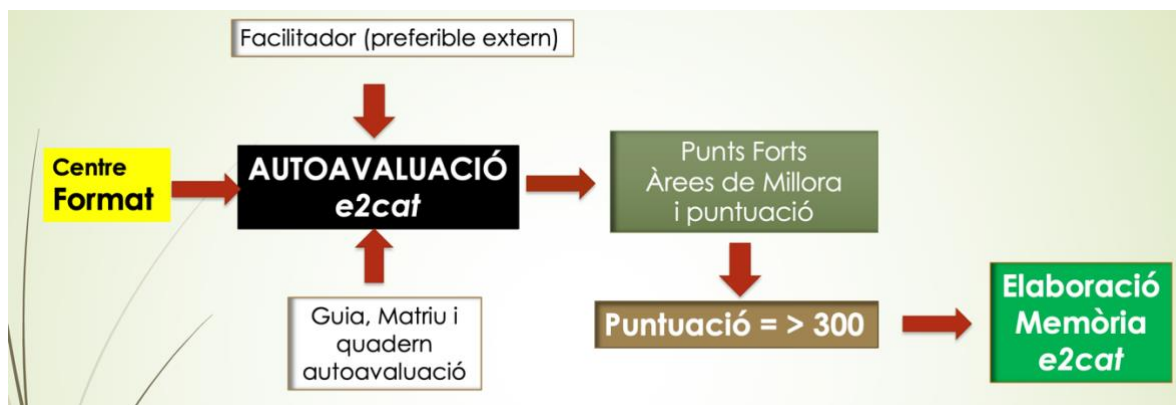 Facilitador (preferible extern)
Centre
Format
AUTOAVALUACIÓ
e2cat
Punts Forts
Àrees de Millora
i puntuació
Guia, Matriu i
quadern
autoavaluació
Puntuació = > 300
Elaboració
Memòria
e2cat